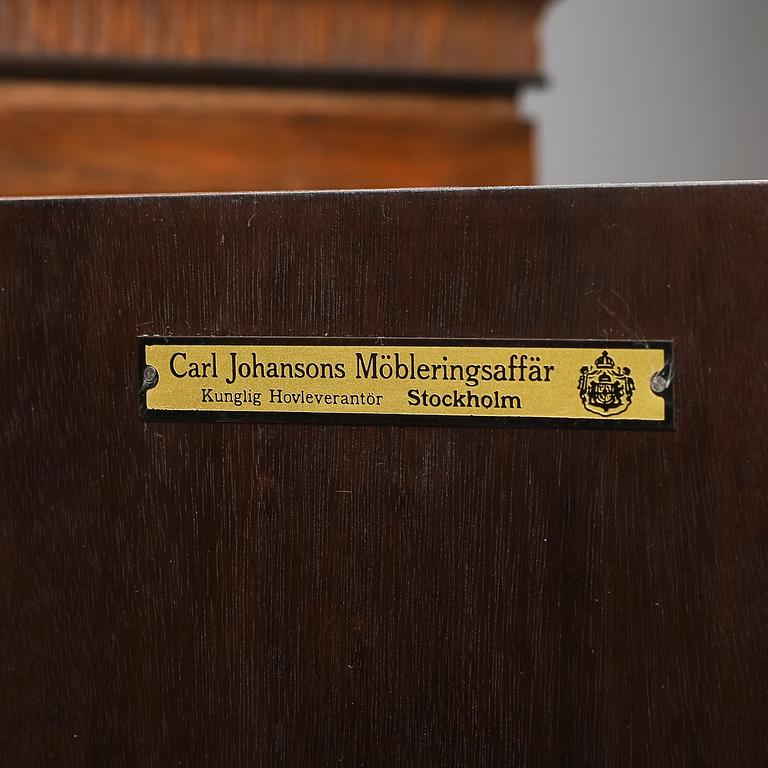 Carl Johansons Möbleringsaffär
Kunglig Hovleverantör Stockholm